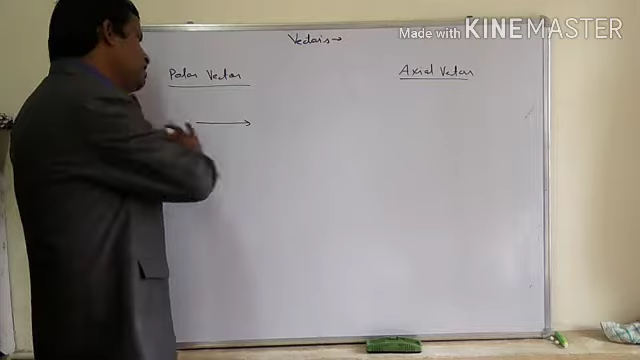 Made with KINEMASTER
Vectors →
Polar Vector
Axial Vector